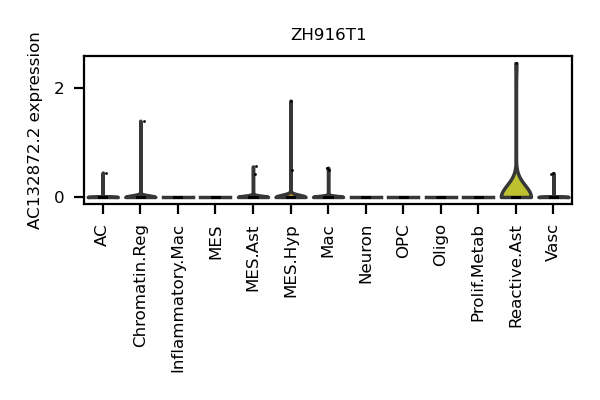 ZH916T1
AC132872.2 expression
2
0
AC
Chromatin.Reg
Inflammatory.Mac
MES
MES.Ast
MES.Hyp
Mac
Neuron
OPC
Oligo
Prolif.Metab
Reactive.Ast
Vasc